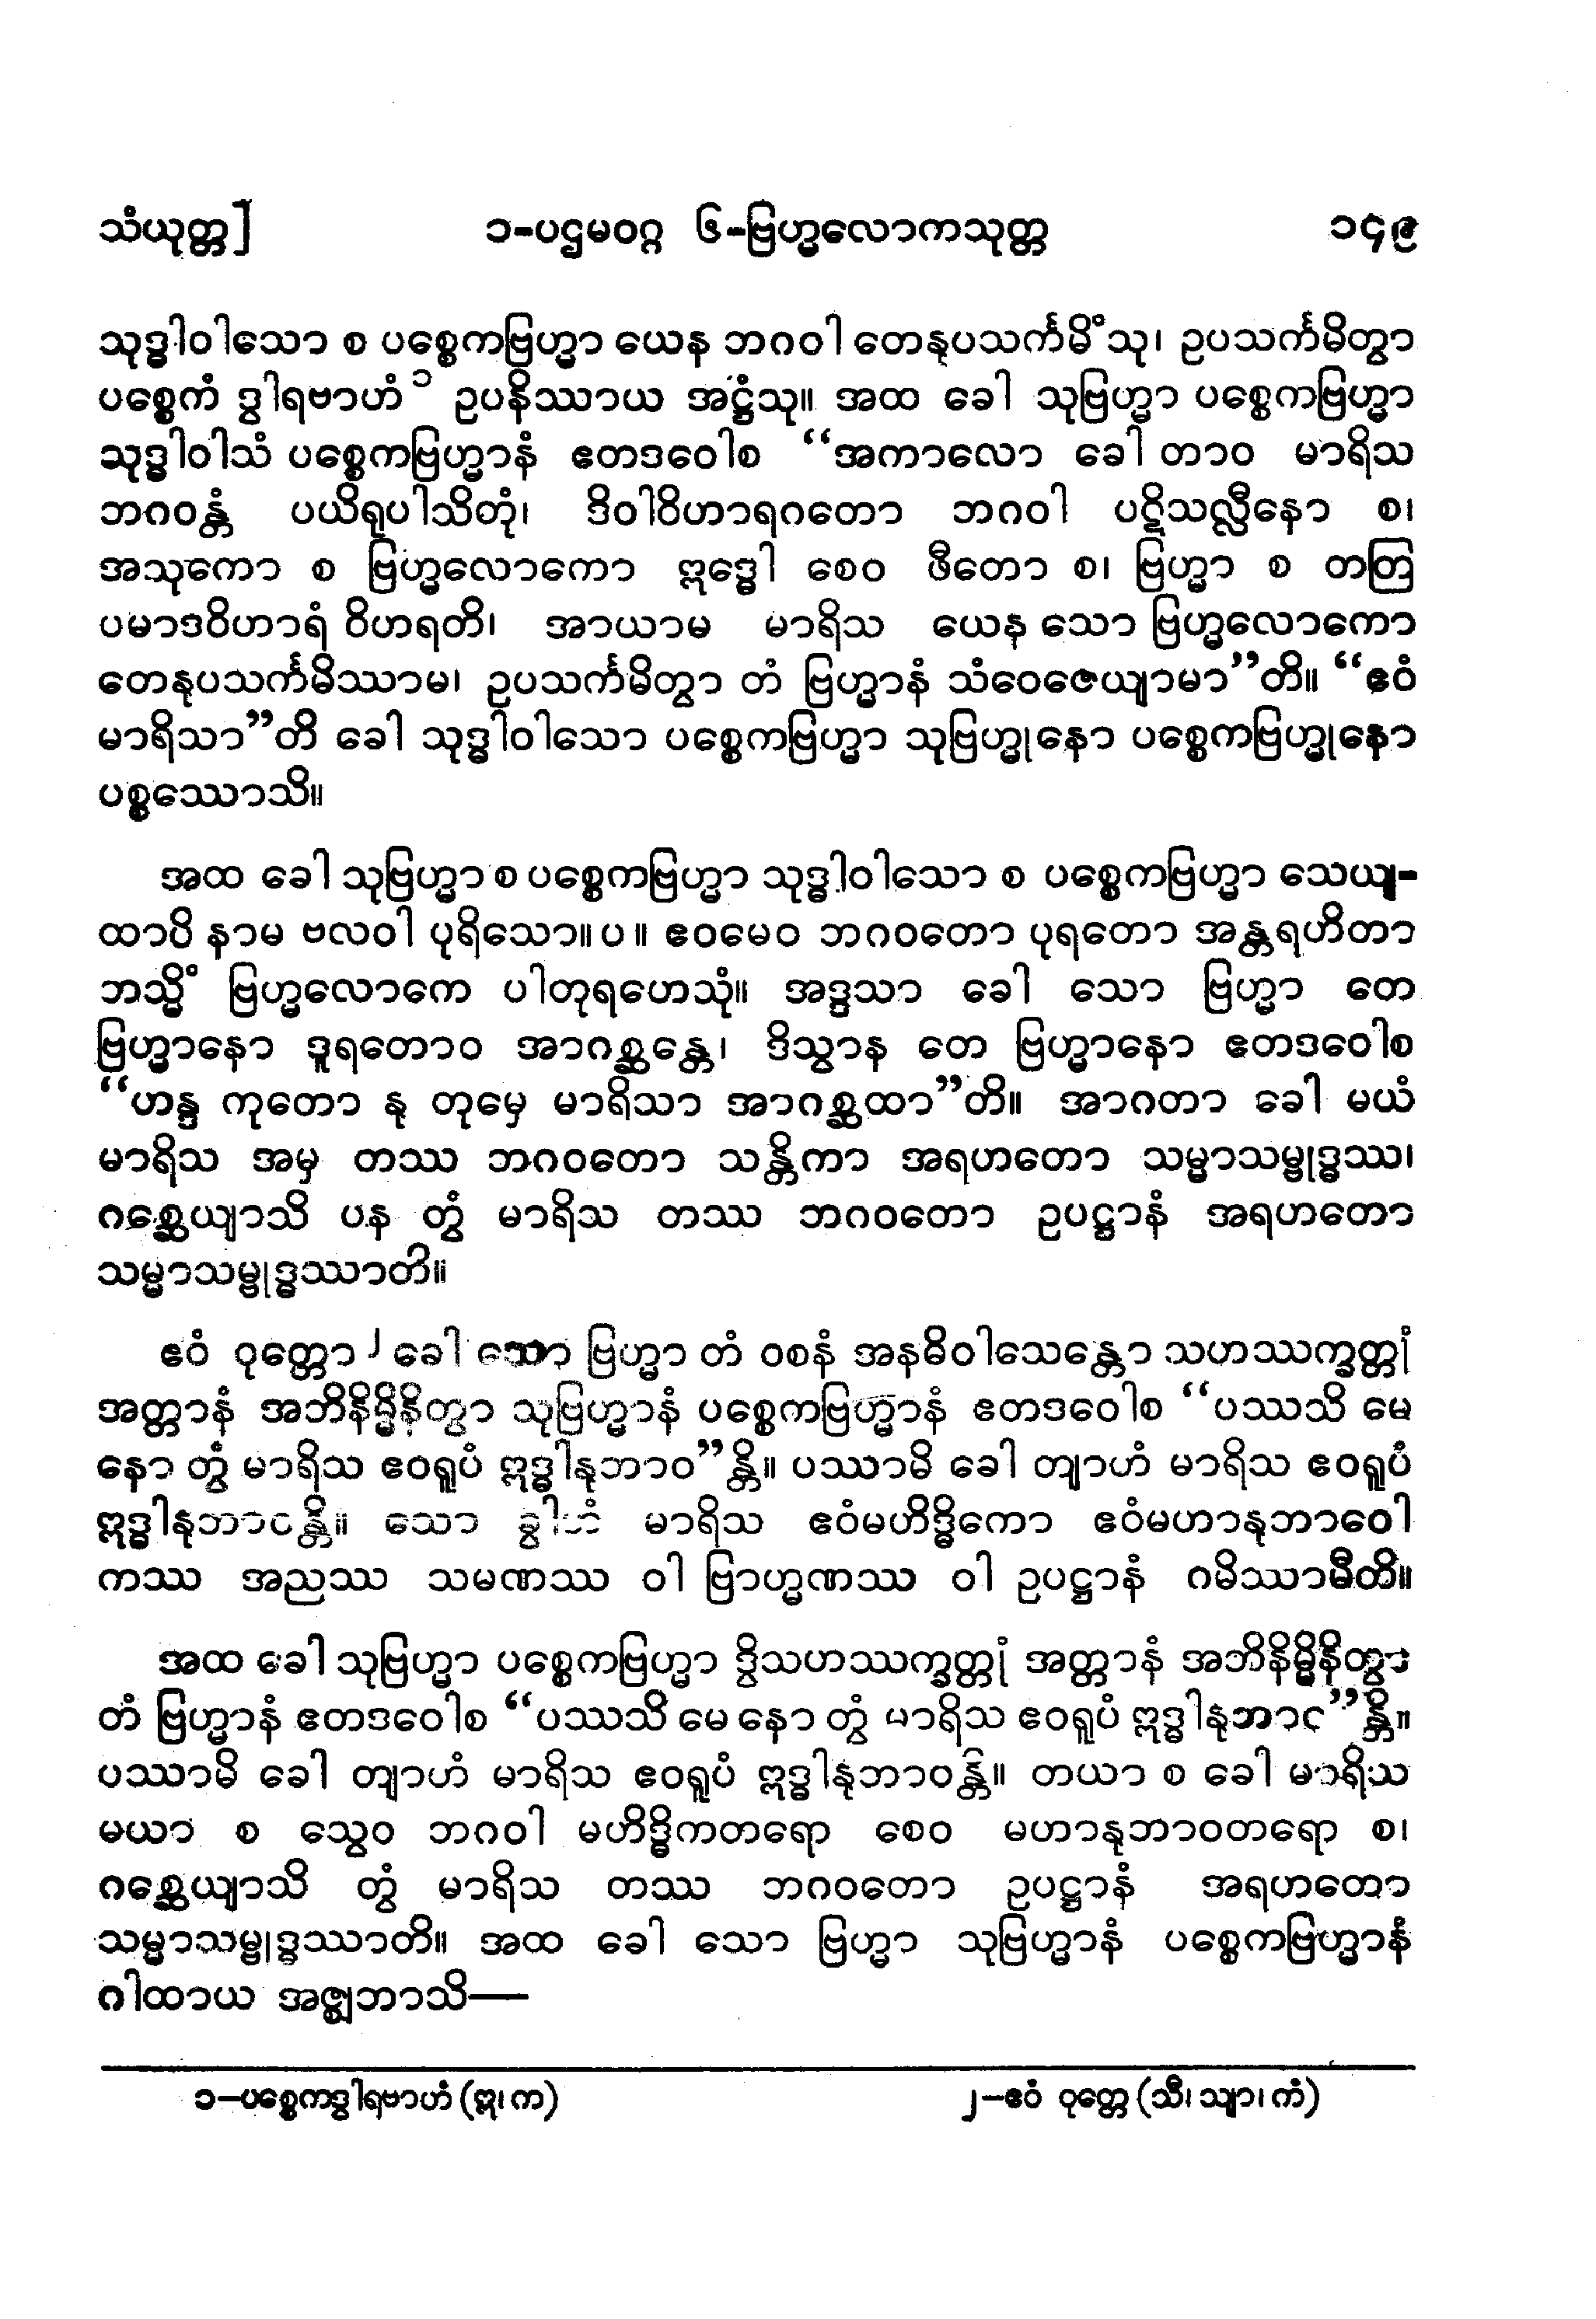 သံယုတ္တ] ၁-ပဌမဝဂ္ဂ ၆-ဗြဟ္မလောကသုတ္တ ၁၄၉
သုဒ္ဓါဝါသော စ ပစ္စေကဗြဟ္မာ ယေန ဘဂဝါ တေနုပသင်္ကမိံသု၊ ဥပသင်္ကမိတွာ
ပစ္စေကံ ဒွါရဗာဟံ ၁ ဥပနိဿာယ အဋ္ဌံသု။ အထ ခေါ သုဗြဟ္မာ ပစ္စေကဗြဟ္မာ
သုဒ္ဓါဝါသံ ပစ္စေကဗြဟ္မာနံ ဧတဒဝေါစ “အကာလော ခေါ တာဝ မာရိသ
ဘဂဝန္တံ ပယိရုပါသိတုံ၊ ဒိဝါဝိဟာရဂတော ဘဂဝါ ပဋိသလ္လီနော စ၊
အသုကော စ ဗြဟ္မလောကော ဣဒ္ဓေါ စေဝ ဖီတော စ၊ ဗြဟ္မာ စ တတြ
ပမာဒဝိဟာရံ ဝိဟရတိ၊ အာယာမ မာရိသ ယေန သော ဗြဟ္မလောကော
တေနုပသင်္ကမိဿာမ၊ ဥပသင်္ကမိတွာ တံ ဗြဟ္မာနံ သံဝေဇေယျာမာ”တိ။ “ဧဝံ
မာရိသာ”တိ ခေါ သုဒ္ဓါဝါသော ပစ္စေကဗြဟ္မာ သုဗြဟ္မုနော ပစ္စေကဗြဟ္မုနော
ပစ္စဿောသိ။
အထ ခေါ သုဗြဟ္မာ စ ပစ္စေကဗြဟ္မာ သုဒ္ဓါဝါသော စ ပစ္စေကဗြဟ္မာ သေယျ-
ထာပိ နာမ ဗလဝါ ပုရိသော။ ပ ။ ဧဝမေဝ ဘဂဝတော ပုရတော အန္တရဟိတာ
ဘသ္မိံ ဗြဟ္မလောကေ ပါတုရဟေသုံ။ အဒ္ဒသာ ခေါ သော ဗြဟ္မာ တေ
ဗြဟ္မာနော ဒူရတောဝ အာဂစ္ဆန္တေ၊ ဒိသွာန တေ ဗြဟ္မာနော ဧတဒဝေါစ
“ဟန္ဒ ကုတော နု တုမှေ မာရိသာ အာဂစ္ဆထာ”တိ။ အာဂတာ ခေါ မယံ
မာရိသ အမှ တဿ ဘဂဝတော သန္တိကာ အရဟတော သမ္မာသမ္ဗုဒ္ဓဿ၊
ဂစ္ဆေယျာသိ ပန တွံ မာရိသ တဿ ဘဂဝတော ဥပဋ္ဌာနံ အရဟတော
သမ္မာသမ္ဗုဒ္ဓဿာတိ။
ဧဝံ ဝုတ္တော ၂ ခေါ သော ဗြဟ္မာ တံ ဝစနံ အနဓိဝါသေန္တော သဟဿက္ခတ္တုံ
အတ္တာနံ အဘိနိမ္မိနိတွာ သုဗြဟ္မာနံ ပစ္စေကဗြဟ္မာနံ ဧတဒဝေါစ “ပဿသိ မေ
နော တွံ မာရိသ ဧဝရူပံ ဣဒ္ဓါနုဘာဝ”န္တိ။ ပဿာမိ ခေါ တျာဟံ မာရိသ ဧဝရူပံ
ဣဒ္ဓါနုဘာဝန္တိ။ သော ခွါဟံ မာရိသ ဧဝံမဟိဒ္ဓိကော ဧဝံမဟာနုဘာဝေါ
ကဿ အညဿ သမဏဿ ဝါ ဗြာဟ္မဏဿ ဝါ ဥပဋ္ဌာနံ ဂမိဿာမီတိ။
အထ ခေါ သုဗြဟ္မာ ပစ္စေကဗြဟ္မာ ဒွိသဟဿက္ခတ္တုံ အတ္တာနံ အဘိနိမ္မိနိတွာ
တံ ဗြဟ္မာနံ ဧတဒဝေါစ “ပဿသိ မေ နော တွံ မာရိသ ဧဝရူပံ ဣဒ္ဓါနုဘာဝ”န္တိ။
ပဿာမိ ခေါ တျာဟံ မာရိသ ဧဝရူပံ ဣဒ္ဓါနုဘာဝန္တိ။ တယာ စ ခေါ မာရိသ
မယာ စ သွေဝ ဘဂဝါ မဟိဒ္ဓိကတရော စေဝ မဟာနုဘာဝတရော စ၊
ဂစ္ဆေယျာသိ တွံ မာရိသ တဿ ဘဂဝတော ဥပဋ္ဌာနံ အရဟတော
သမ္မာသမ္ဗုဒ္ဓဿာတိ။ အထ ခေါ သော ဗြဟ္မာ သုဗြဟ္မာနံ ပစ္စေကဗြဟ္မာနံ
ဂါထာယ အဇ္ဈဘာသိ—
၁–ပစ္စေကဒွါရဗာဟံ (ဣ၊ က) ၂–ဧဝံ ဝုတ္တေ (သီ၊ သျာ၊ ကံ)